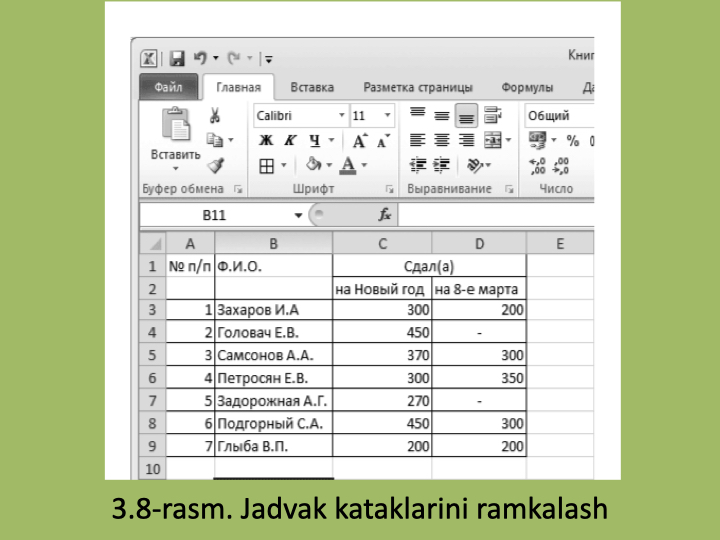 Книг
Файл Главная Вставка Разметка страницы Формулы Да
Calibri 11 Общий
Вставить Ж К Ч А А %
А
Буфер обмена Шрифт Выравнивание Число
B11 fx
A B C D E
1 № п/п Ф.И.О. Сдал(а)
2 на Новый год на 8-е марта
3 1 Захаров И.А 300 200
4 2 Головач Е.В. 450 -
5 3 Самсонов А.А. 370 300
6 4 Петросян Е.В. 300 350
7 5 Задорожная А.Г. 270 -
8 6 Подгорный С.А. 450 300
9 7 Глыба В.П. 200 200
10
3.8-rasm. Jadvak kataklarini ramkalash